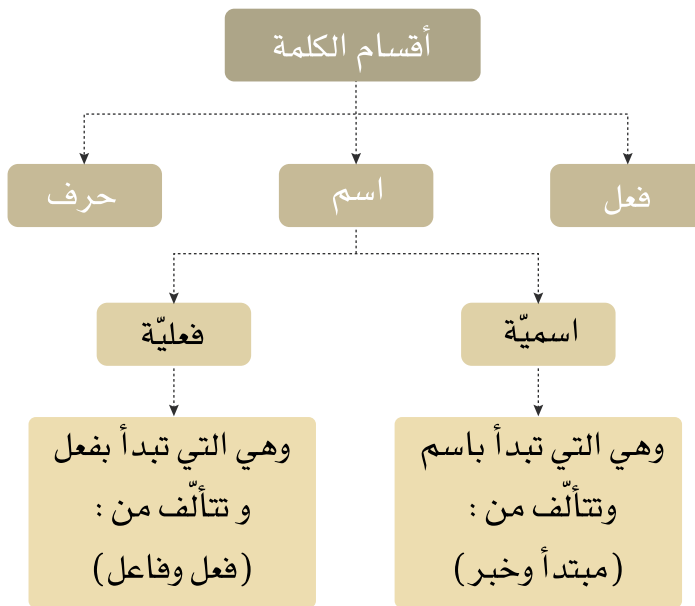 أقسام الكلمة
فعل
اسم
حرف
اسميّة
فعليّة
وهي التي تبدأ باسم
وتتألّف من :
(مبتدأ وخبر)
وهي التي تبدأ بفعل
و تتألّف من :
(فعل وفاعل)